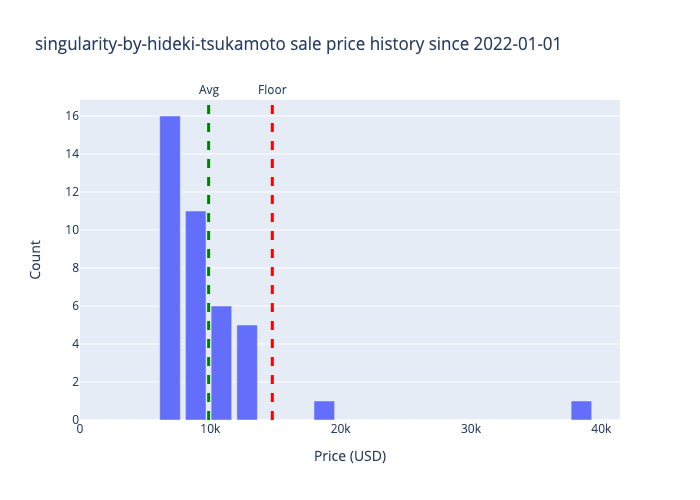 singularity-by-hideki-tsukamoto sale price history since 2022-01-01
Avg
Floor
16
14
12
10
8
6
4
2
0
0
10k
20k
30k
40k
Count
Price (USD)